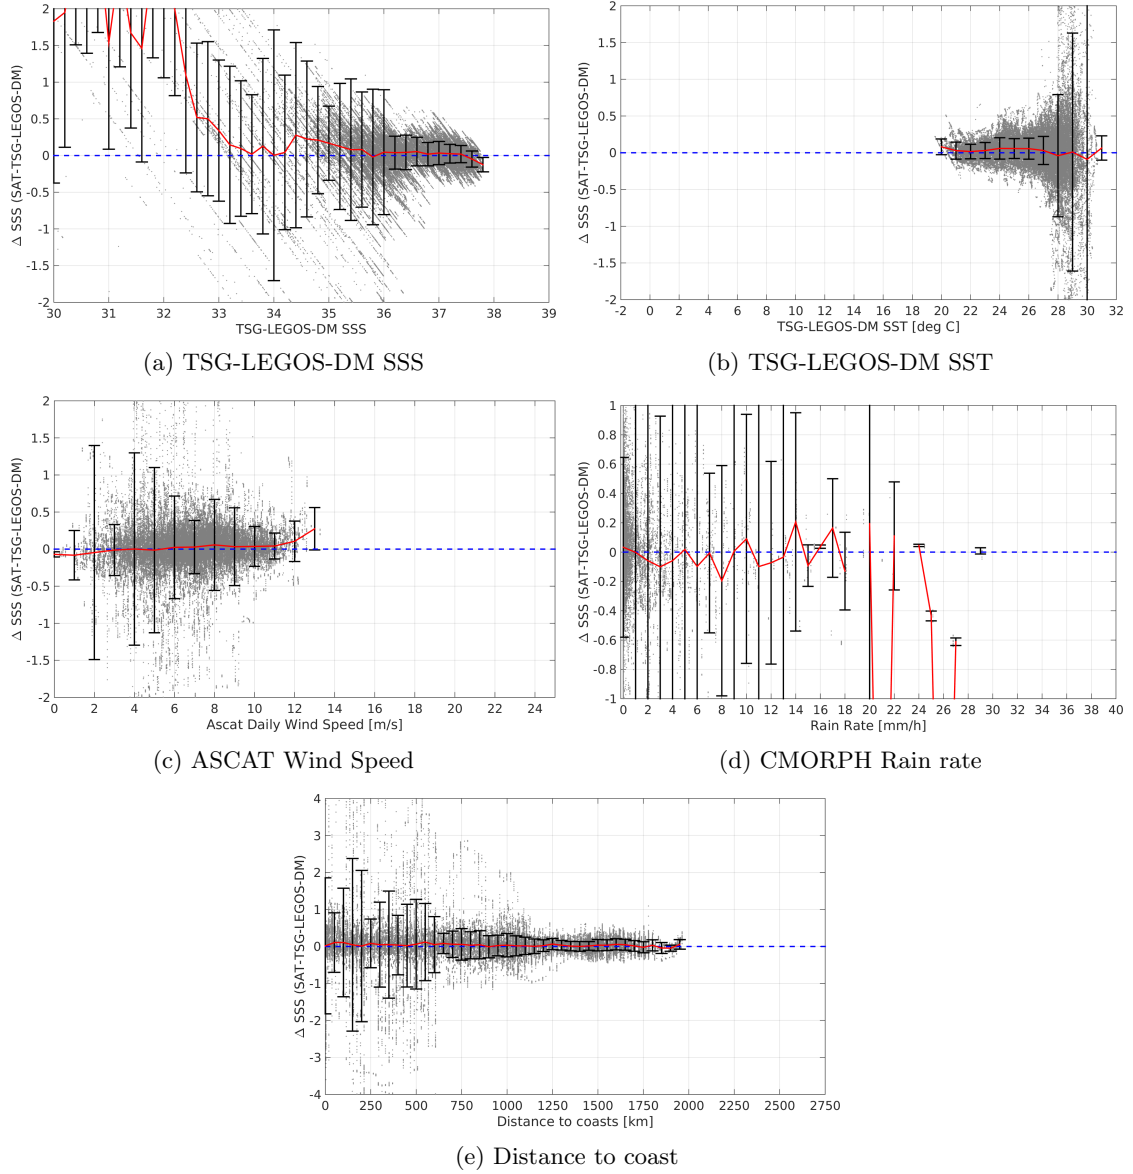 2
1.5
1
0.5
0
-0.5
-1
-1.5
-2
Δ SSS (SAT-TSG-LEGOS-DM)
30 31 32 33 34 35 36 37 38 39
TSG-LEGOS-DM SSS
(a) TSG-LEGOS-DM SSS
2
1.5
1
0.5
0
-0.5
-1
-1.5
-2
Δ SSS (SAT-TSG-LEGOS-DM)
-2 0 2 4 6 8 10 12 14 16 18 20 22 24 26 28 30 32
TSG-LEGOS-DM SST [deg C]
(b) TSG-LEGOS-DM SST
2
1.5
1
0.5
0
-0.5
-1
-1.5
-2
Δ SSS (SAT-TSG-LEGOS-DM)
0 2 4 6 8 10 12 14 16 18 20 22 24
Ascat Daily Wind Speed [m/s]
(c) ASCAT Wind Speed
1
0.8
0.6
0.4
0.2
0
-0.2
-0.4
-0.6
-0.8
-1
Δ SSS (SAT-TSG-LEGOS-DM)
0 2 4 6 8 10 12 14 16 18 20 22 24 26 28 30 32 34 36 38 40
Rain Rate [mm/h]
(d) CMORPH Rain rate
4
3
2
1
0
-1
-2
-3
-4
Δ SSS (SAT-TSG-LEGOS-DM)
0 250 500 750 1000 1250 1500 1750 2000 2250 2500 2750
Distance to coasts [km]
(e) Distance to coast